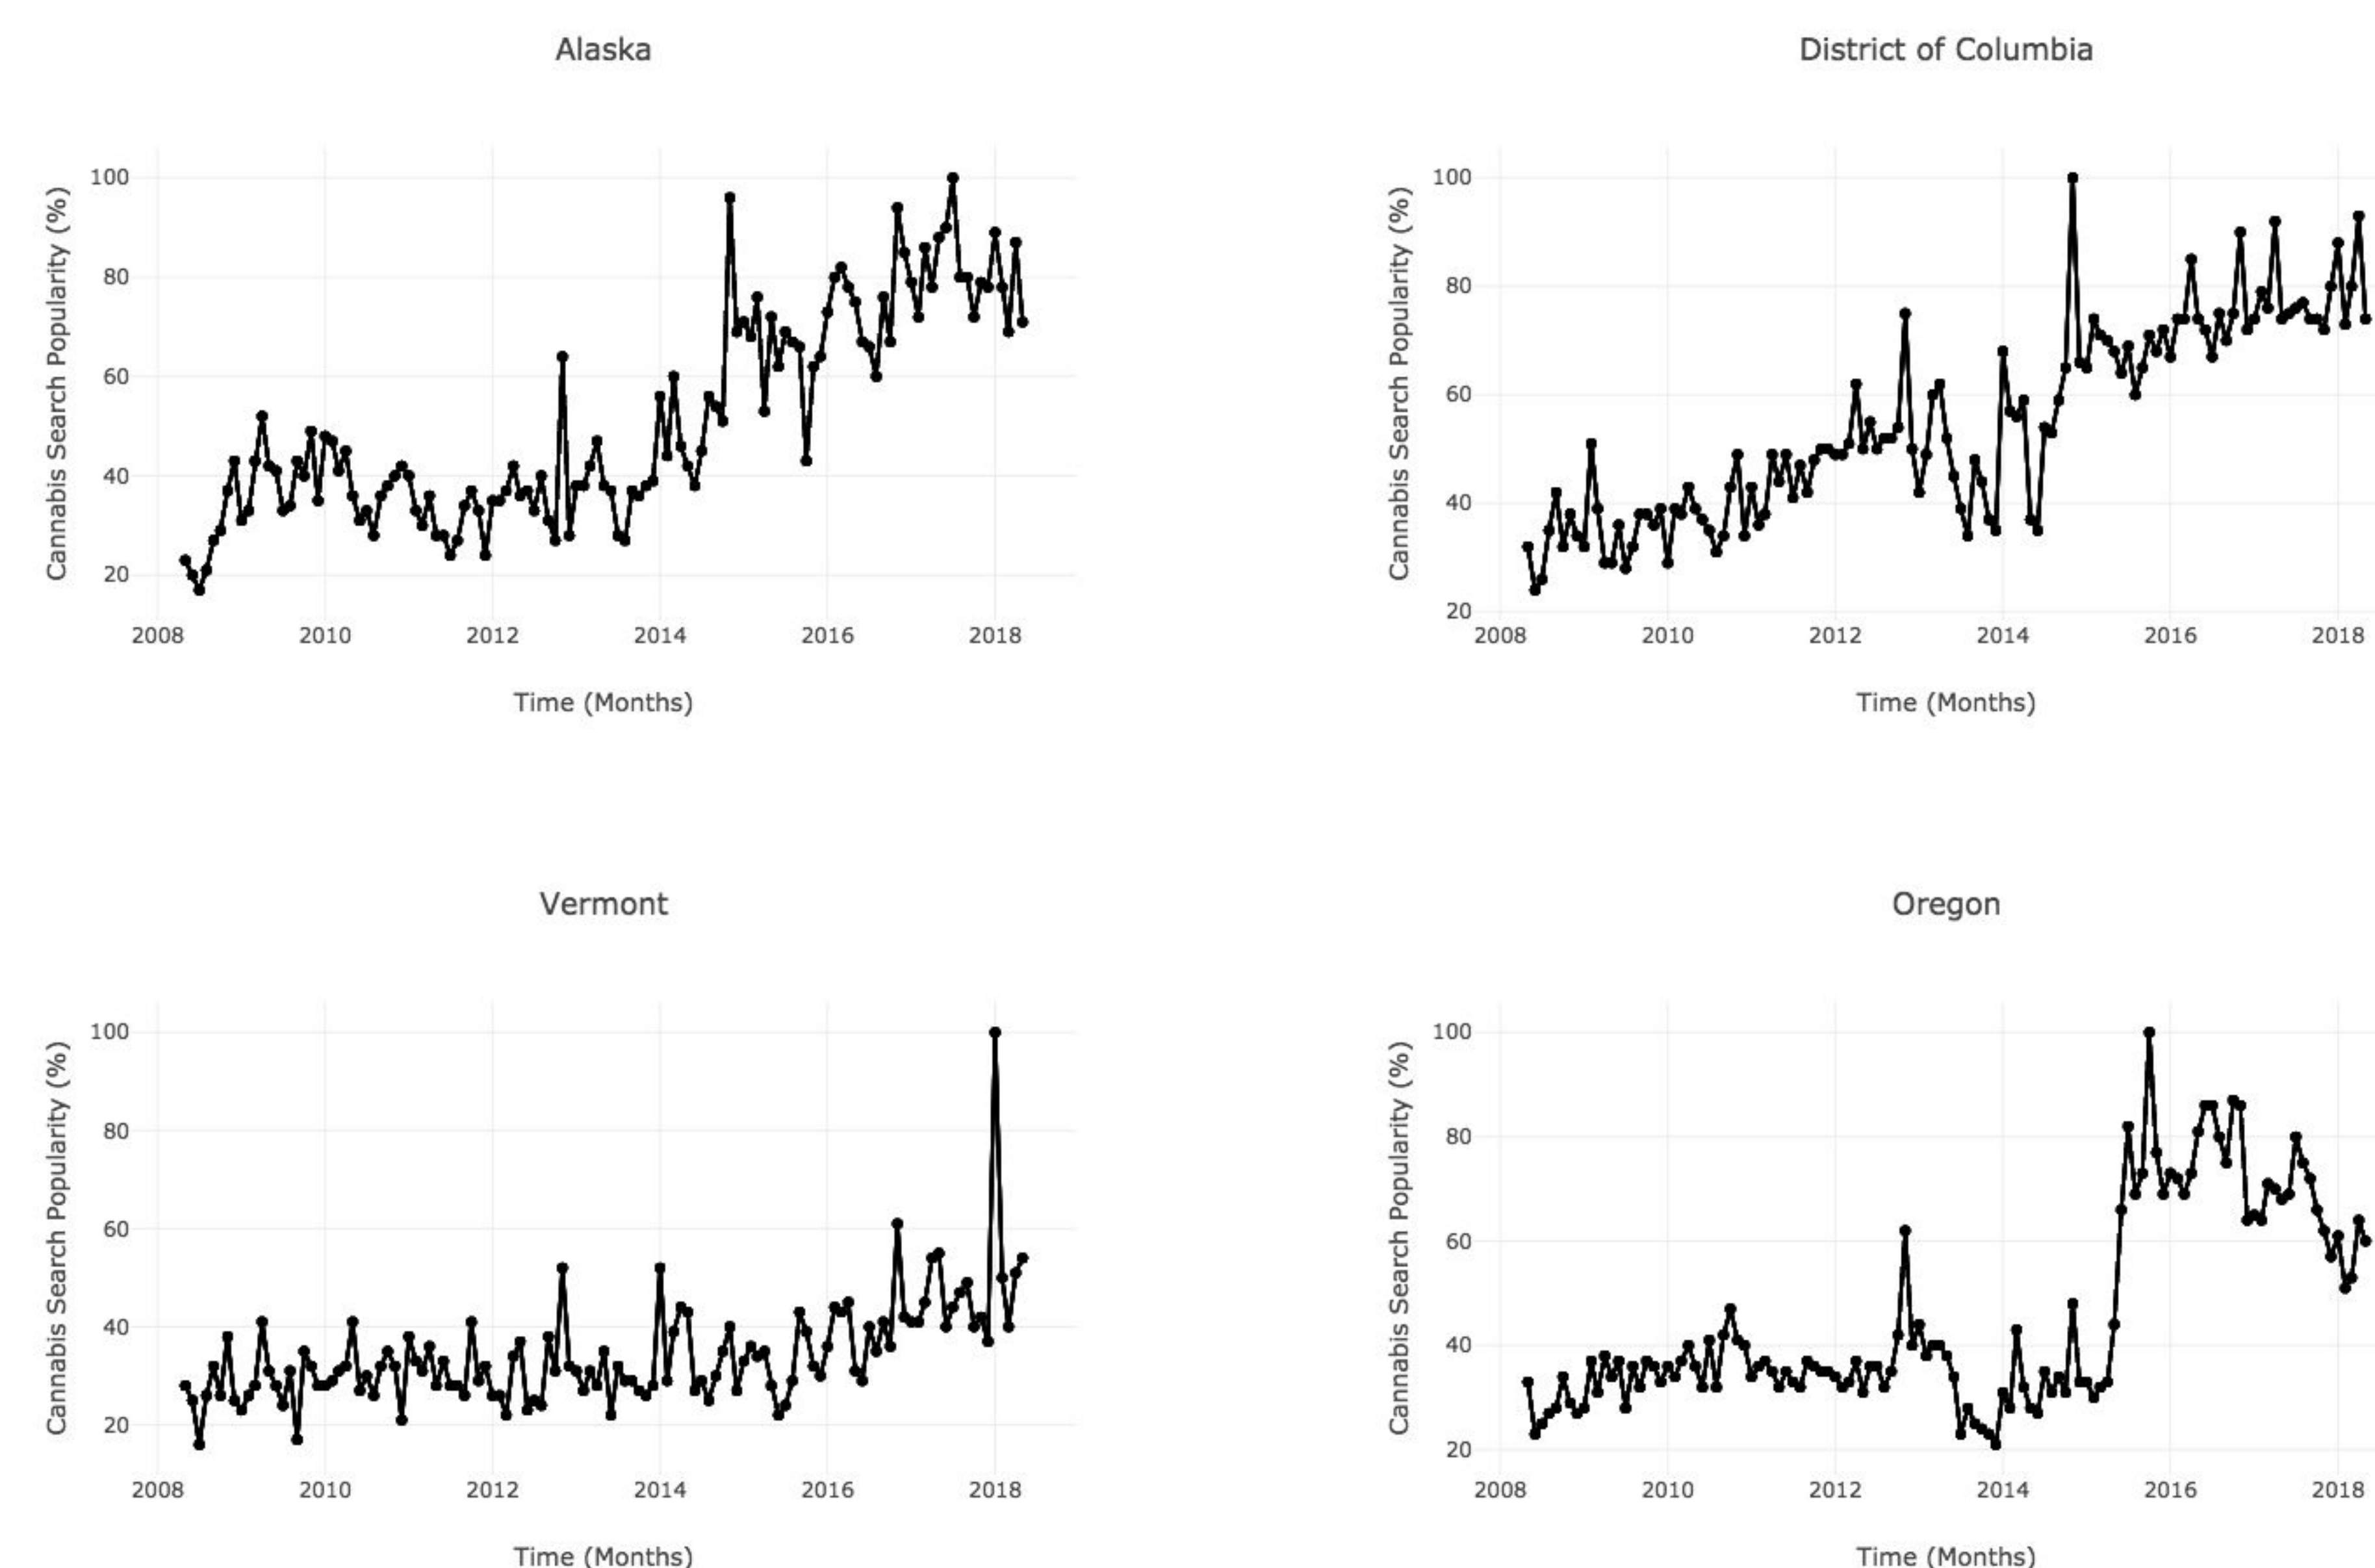 Alaska
Cannabis Search Popularity (%)
100
80
60
40
20
2008 2010 2012 2014 2016 2018
Time (Months)
District of Columbia
Cannabis Search Popularity (%)
100
80
60
40
20
2008 2010 2012 2014 2016 2018
Time (Months)
Vermont
Cannabis Search Popularity (%)
100
80
60
40
20
2008 2010 2012 2014 2016 2018
Time (Months)
Oregon
Cannabis Search Popularity (%)
100
80
60
40
20
2008 2010 2012 2014 2016 2018
Time (Months)